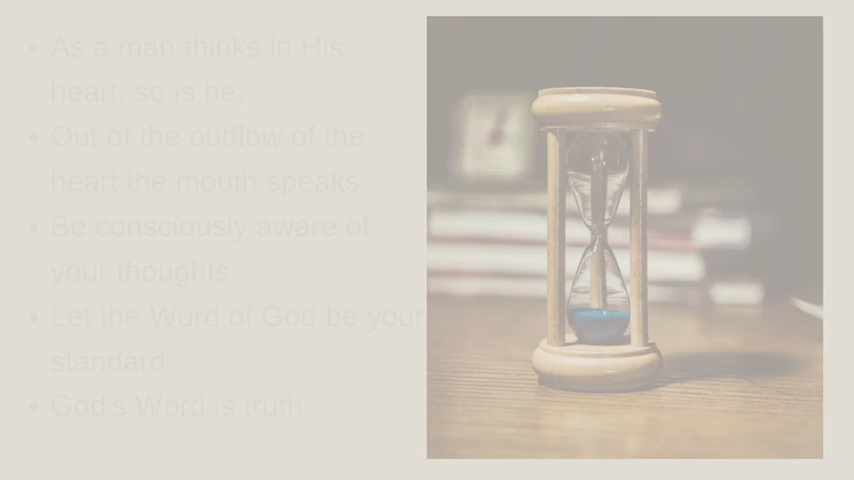 • As a man thinks in His
heart, so is he.
• Out of the outflow of the
heart the mouth speaks.
• Be consciously aware of
your thoughts.
• Let the Word of God be your
standard.
• God's Word is truth.